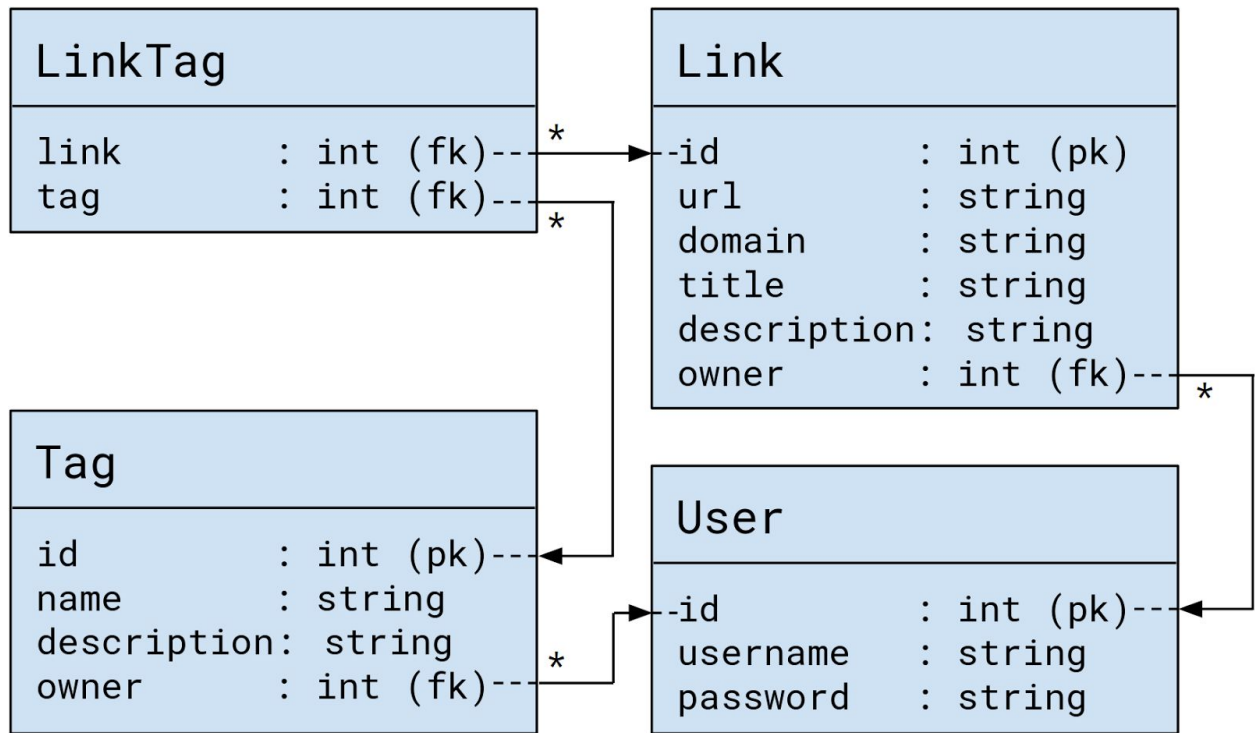 LinkTag
link : int (fk)
tag : int (fk)
*
*
Link
id : int (pk)
url : string
domain : string
title : string
description: string
owner : int (fk)
*
Tag
id : int (pk)
name : string
description: string
owner : int (fk)
*
User
id : int (pk)
username : string
password : string